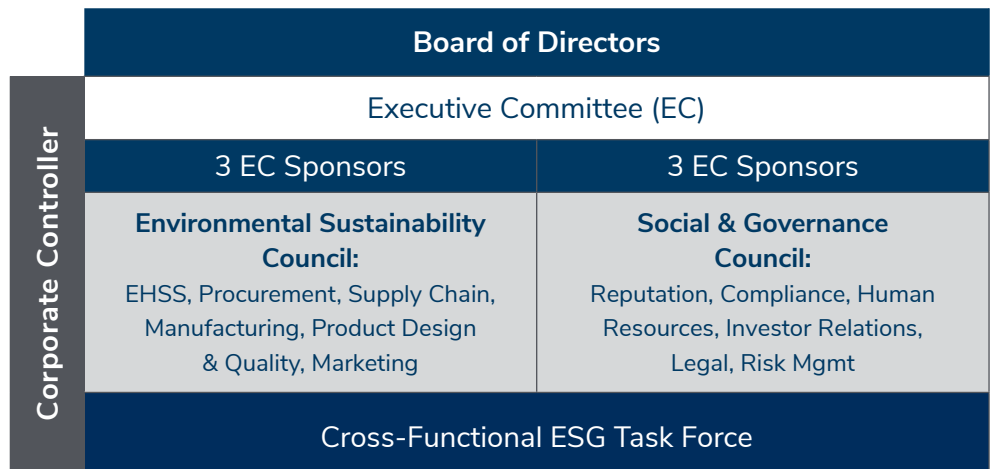 Board of Directors
Corporate Controller
Executive Committee (EC)
3 EC Sponsors
3 EC Sponsors
Environmental Sustainability
Council:
EHSS, Procurement, Supply Chain,
Manufacturing, Product Design
& Quality, Marketing
Social & Governance
Council:
Reputation, Compliance, Human
Resources, Investor Relations,
Legal, Risk Mgmt
Cross-Functional ESG Task Force